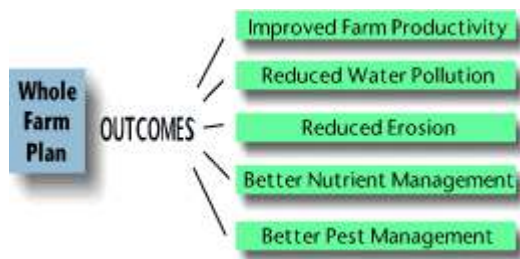 Whole
Farm
Plan
OUTCOMES
Improved Farm Productivity
Reduced Water Pollution
Reduced Erosion
Better Nutrient Management
Better Pest Management